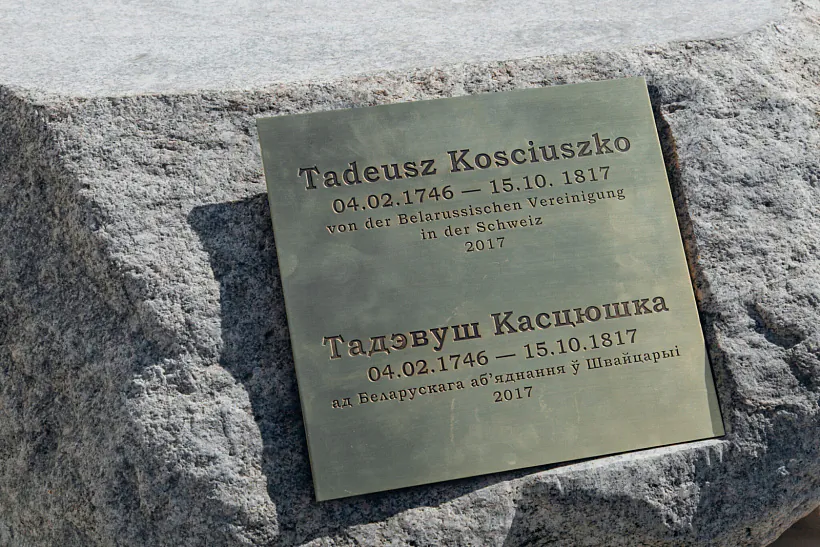 Tadeusz Kosciuszko
04.02.1746 — 15.10. 1817
von der Belarussischen Vereinigung
in der Schweiz
2017
Тадэвуш Касцюшка
04.02.1746 — 15.10.1817
ад Беларускага аб'яднання ў Швайцарыі
2017